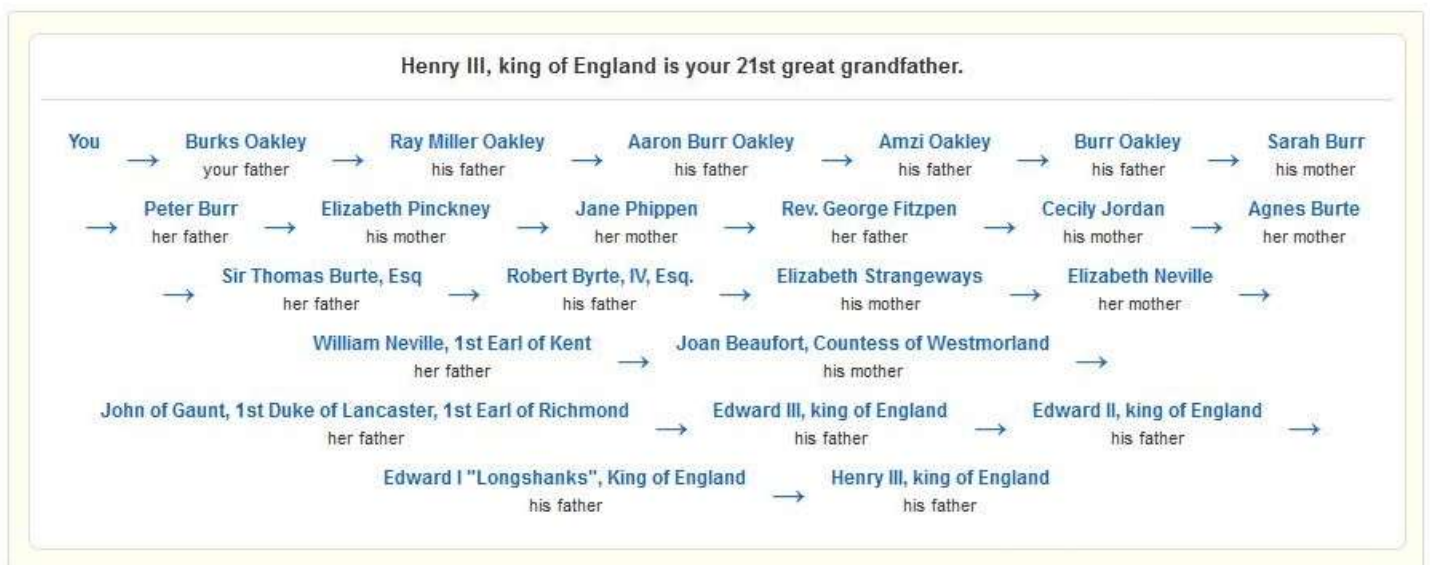 Henry III, king of England is your 21st great grandfather.
You → Burks Oakley → Ray Miller Oakley → Aaron Burr Oakley → Amzi Oakley → Burr Oakley → Sarah Burr
your father his father his father his father his father his mother
→ Peter Burr → Elizabeth Pinckney → Jane Phippen → Rev. George Fitzpen → Cecily Jordan → Agnes Burte
her father his mother her mother her father his mother her mother
→ Sir Thomas Burte, Esq → Robert Byrte, IV, Esq. → Elizabeth Strangeways → Elizabeth Neville →
her father his father his mother her mother
William Neville, 1st Earl of Kent → Joan Beaufort, Countess of Westmorland →
her father his mother
John of Gaunt, 1st Duke of Lancaster, 1st Earl of Richmond → Edward III, king of England → Edward II, king of England →
her father his father his father
Edward I "Longshanks", King of England → Henry III, king of England
his father his father